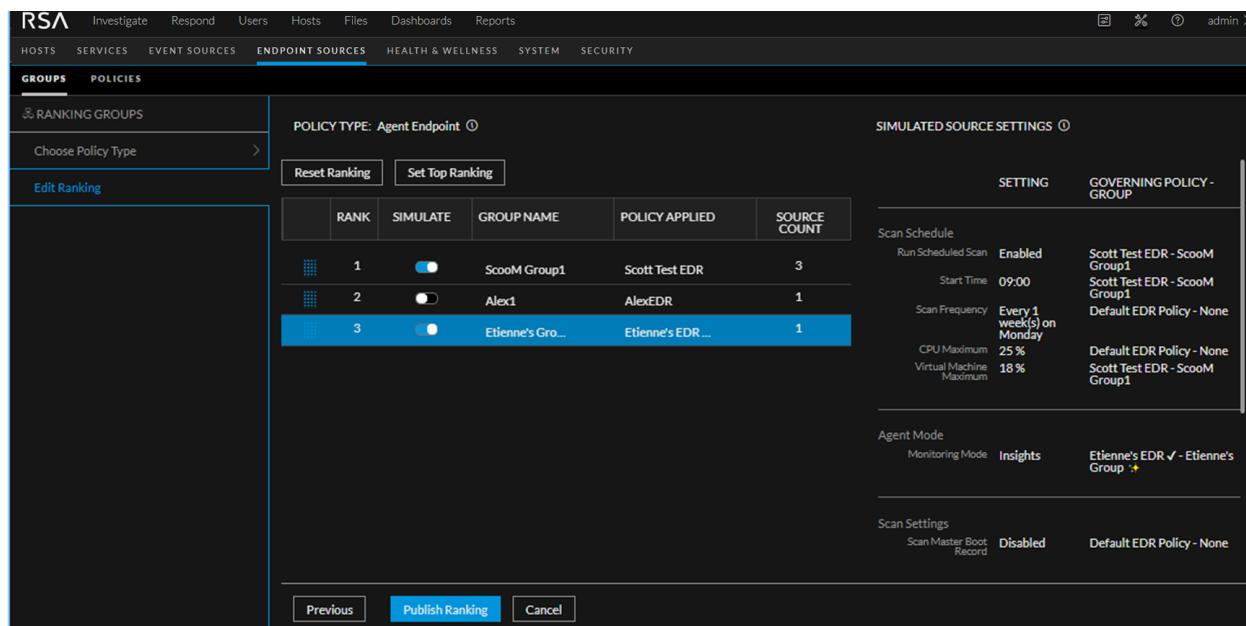 RSA Investigate Respond Users Hosts Files Dashboards Reports admin
HOSTS SERVICES EVENT SOURCES ENDPOINT SOURCES HEALTH & WELLNESS SYSTEM SECURITY
GROUPS POLICIES
RANKING GROUPS
Choose Policy Type
Edit Ranking
POLICY TYPE: Agent Endpoint
Reset Ranking Set Top Ranking
RANK SIMULATE GROUP NAME POLICY APPLIED SOURCE
COUNT
1 ScooM Group1 Scott Test EDR 3
2 Alex1 AlexEDR 1
3 Etienne's Gro... Etienne's EDR ... 1
Previous Publish Ranking Cancel
SIMULATED SOURCE SETTINGS
SETTING GOVERNING POLICY -
GROUP
Scan Schedule
Run Scheduled Scan Enabled Scott Test EDR - ScooM
Group1
Start Time 09:00 Scott Test EDR - ScooM
Group1
Scan Frequency Every 1 Default EDR Policy - None
week(s) on
Monday
CPU Maximum 25 % Default EDR Policy - None
Virtual Machine 18 % Scott Test EDR - ScooM
Maximum Group1
Agent Mode
Monitoring Mode Insights Etienne's EDR ✓ - Etienne's
Group ✨
Scan Settings
Scan Master Boot Disabled Default EDR Policy - None
Record